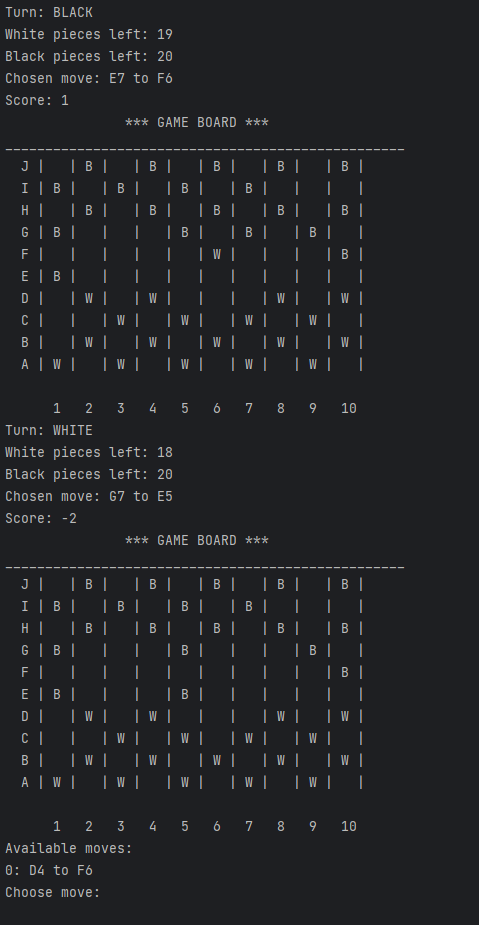 Turn: BLACK
White pieces left: 19
Black pieces left: 20
Chosen move: E7 to F6
Score: 1
*** GAME BOARD ***
__________________________________________________
J |   | B |   | B |   | B |   | B |   | B |
I | B |   | B |   | B |   | B |   |   |   |
H |   | B |   | B |   | B |   | B |   | B |
G | B |   |   |   | B |   | B |   | B |   |
F |   |   |   |   |   | W |   |   |   | B |
E | B |   |   |   |   |   |   |   |   |   |
D |   | W |   | W |   |   |   | W |   | W |
C |   |   | W |   | W |   | W |   | W |   |
B |   | W |   | W |   | W |   | W |   | W |
A | W |   | W |   | W |   | W |   | W |   |
1   2   3   4   5   6   7   8   9   10
Turn: WHITE
White pieces left: 18
Black pieces left: 20
Chosen move: G7 to E5
Score: -2
*** GAME BOARD ***
__________________________________________________
J |   | B |   | B |   | B |   | B |   | B |
I | B |   | B |   | B |   | B |   |   |   |
H |   | B |   | B |   | B |   | B |   | B |
G | B |   |   |   | B |   |   |   | B |   |
F |   |   |   |   |   |   |   |   |   | B |
E | B |   |   |   | B |   |   |   |   |   |
D |   | W |   | W |   |   |   | W |   | W |
C |   |   | W |   | W |   | W |   | W |   |
B |   | W |   | W |   | W |   | W |   | W |
A | W |   | W |   | W |   | W |   | W |   |
1   2   3   4   5   6   7   8   9   10
Available moves:
0: D4 to F6
Choose move: